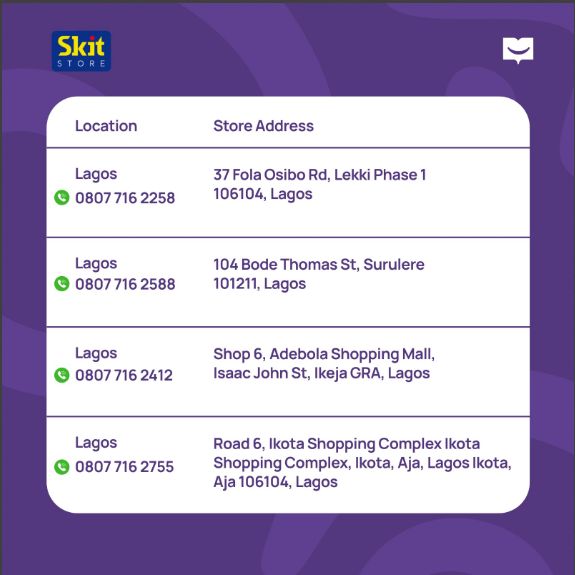 Skit
STORE
Location Store Address
Lagos
0807 716 2258
37 Fola Osibo Rd, Lekki Phase 1
106104, Lagos
Lagos
0807 716 2588
104 Bode Thomas St, Surulere
101211, Lagos
Lagos
0807 716 2412
Shop 6, Adebola Shopping Mall,
Isaac John St, Ikeja GRA, Lagos
Lagos
0807 716 2755
Road 6, Ikota Shopping Complex Ikota
Shopping Complex, Ikota, Aja, Lagos Ikota,
Aja 106104, Lagos